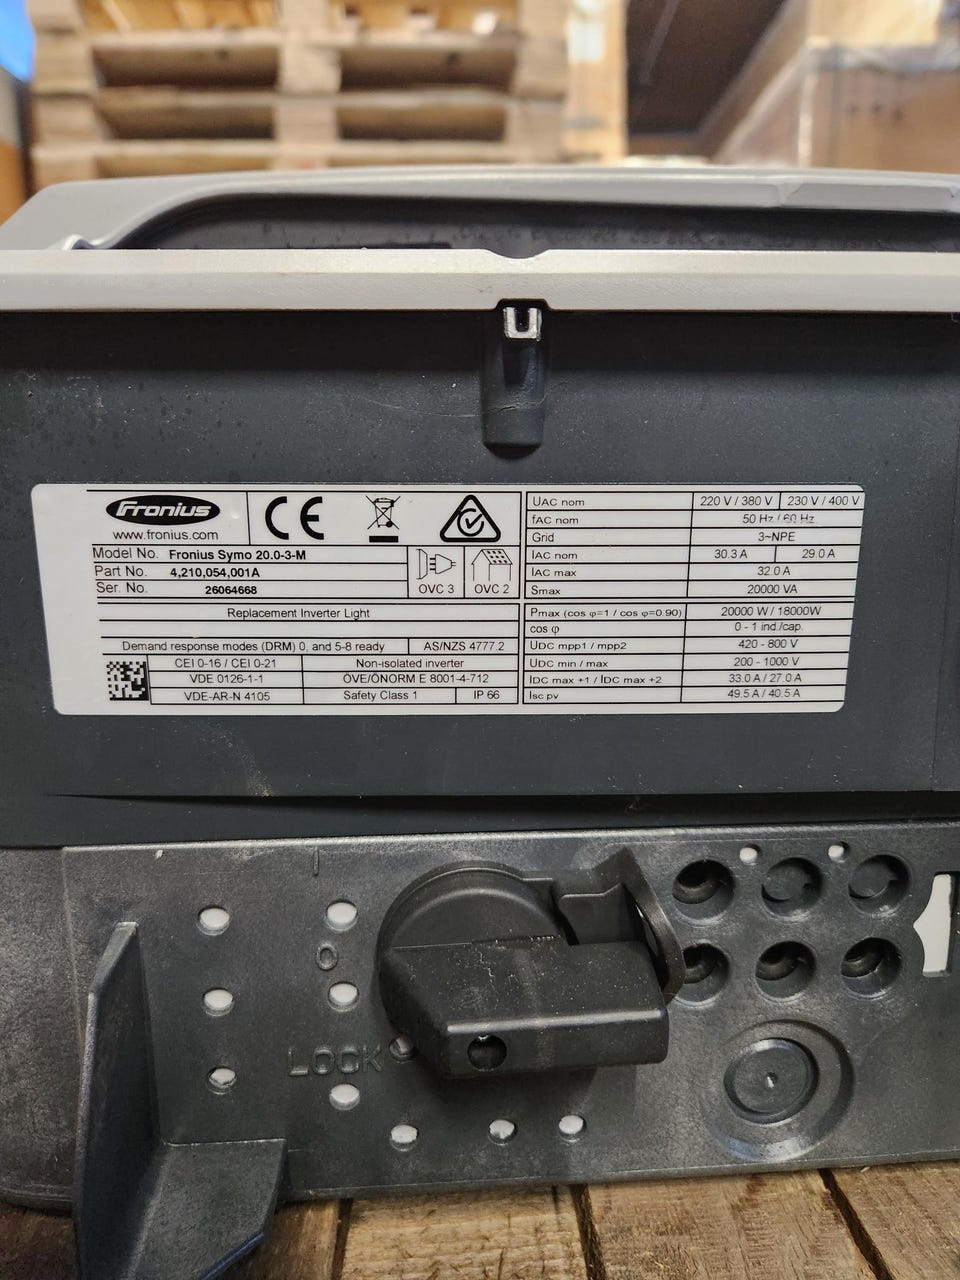 Fronius
www.fronius.com
CE
Model No. Fronius Symo 20.0-3-M
Part No. 4,210,054,001A
Ser. No. 26064668
OVC 3
OVC 2
Replacement Inverter Light
Demand response modes (DRM) 0, and 5-8 ready
AS/NZS 4777.2
CEI 0-16 / CEI 0-21
Non-isolated inverter
VDE 0126-1-1
ÖVE/ÖNORM E 8001-4-712
VDE-AR-N 4105
Safety Class 1
IP 66
UAC nom 220 V / 380 V 230 V / 400 V
fAC nom 50 Hz / 60 Hz
Grid 3~NPE
IAC nom 30.3 A 29.0 A
IAC max 32.0 A
Smax 20000 VA
Pmax (cos φ=1 / cos φ=0.90) 20000 W / 18000W
cos φ 0 - 1 ind./cap.
UDC mpp1 / mpp2 420 - 800 V
UDC min / max 200 - 1000 V
IDC max +1 / IDC max +2 33.0 A / 27.0 A
Isc pv 49.5 A / 40.5 A
I
0
LOCK